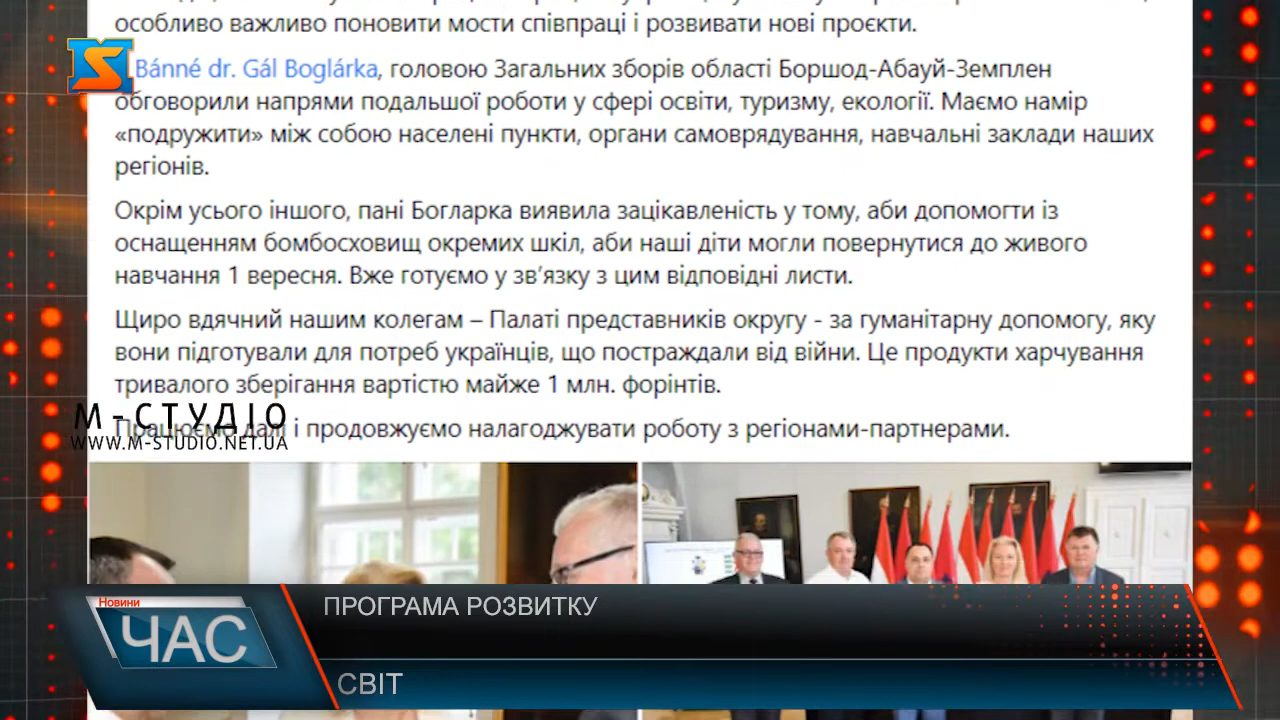 особливо важливо поновити мости співпраці і розвивати нові проєкти.
Bánné dr. Gál Boglárka, головою Загальних зборів області Боршод-Абауй-Земплен
обговорили напрями подальшої роботи у сфері освіти, туризму, екології. Маємо намір
«подружити» між собою населені пункти, органи самоврядування, навчальні заклади наших
регіонів.
Окрім усього іншого, пані Богларка виявила зацікавленість у тому, аби допомогти із
оснащенням бомбосховищ окремих шкіл, аби наші діти могли повернутися до живого
навчання 1 вересня. Вже готуємо у зв’язку з цим відповідні листи.
Щиро вдячний нашим колегам – Палаті представників округу - за гуманітарну допомогу, яку
вони підготували для потреб українців, що постраждали від війни. Це продукти харчування
тривалого зберігання вартістю майже 1 млн. форінтів.
М-СТУДІО
Працюємо далі і продовжуємо налагоджувати роботу з регіонами-партнерами.
WWW.M-STUDIO.NET.UA
Новини
ЧАС
ПРОГРАМА РОЗВИТКУ
СВІТ